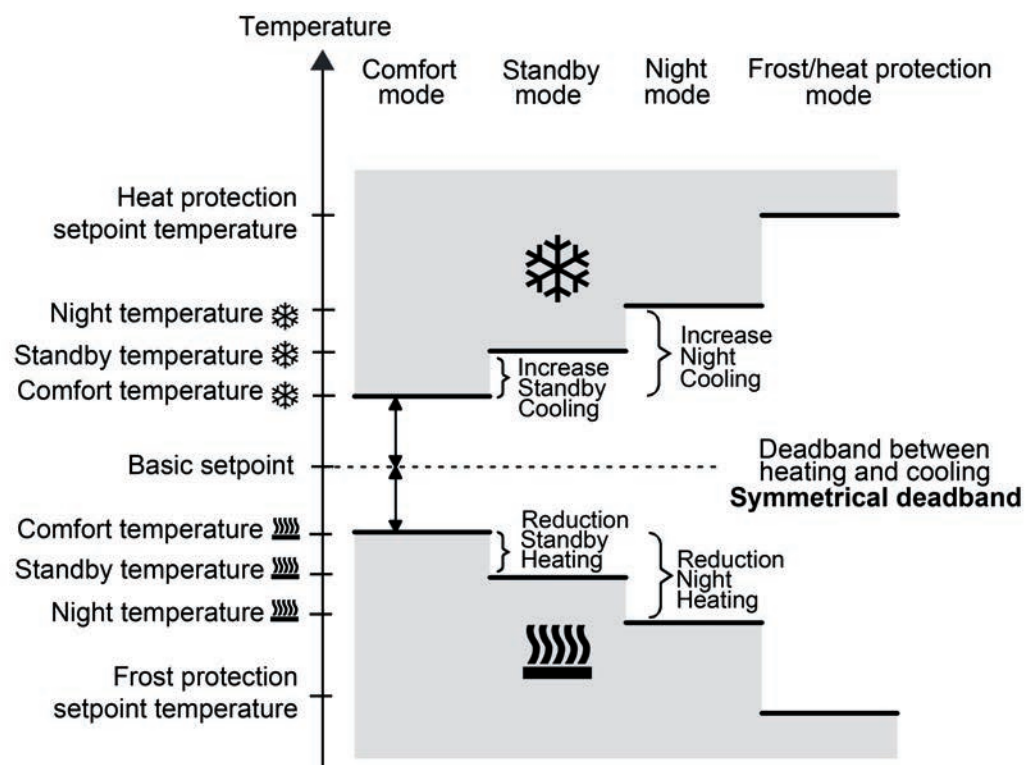 Temperature
Comfort
mode
Standby
mode
Night
mode
Frost/heat protection
mode
Heat protection
setpoint temperature
Night temperature
Standby temperature
Comfort temperature
Increase
Standby
Cooling
Increase
Night
Cooling
Basic setpoint
Deadband between
heating and cooling
Symmetrical deadband
Comfort temperature
Standby temperature
Night temperature
Reduction
Standby
Heating
Reduction
Night
Heating
Frost protection
setpoint temperature